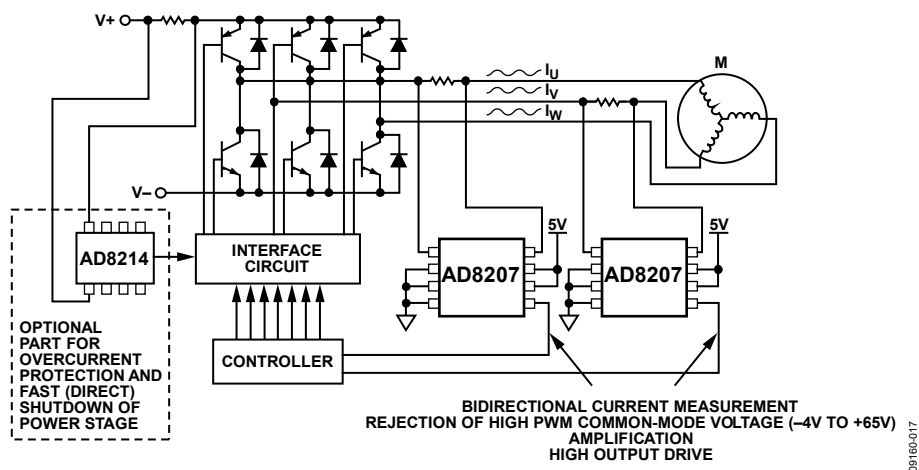 V+
M
IU
IV
IW
V–
AD8214
INTERFACE
CIRCUIT
5V
5V
AD8207
AD8207
CONTROLLER
OPTIONAL
PART FOR
OVERCURRENT
PROTECTION AND
FAST (DIRECT)
SHUTDOWN OF
POWER STAGE
BIDIRECTIONAL CURRENT MEASUREMENT
REJECTION OF HIGH PWM COMMON-MODE VOLTAGE (–4V TO +65V)
AMPLIFICATION
HIGH OUTPUT DRIVE
09160-017